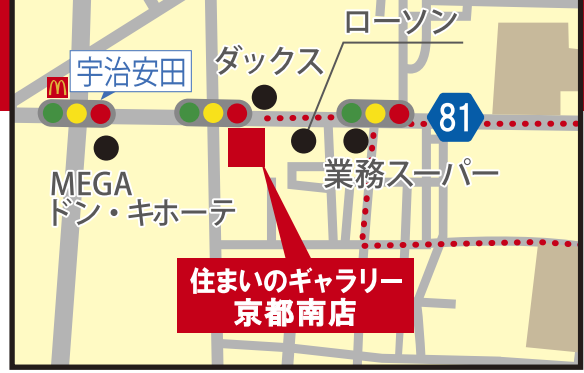 ローソン
ダックス
宇治安田
81
業務スーパー
MEGA
ドン・キホーテ
住まいのギャラリー
京都南店